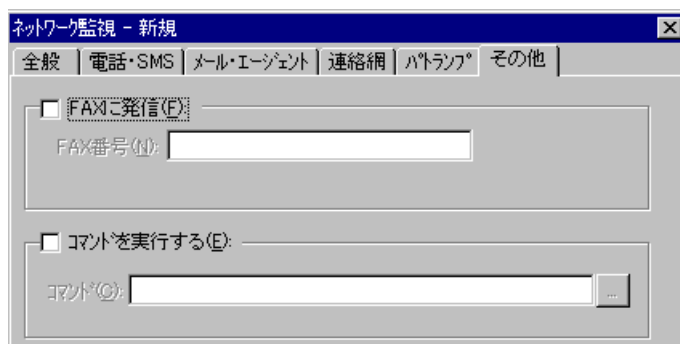 ネットワーク監視 - 新規
全般 電話・SMS メール・エージェント 連絡網 パトランプ その他
FAXに発信(F):
FAX番号(N):
コマンドを実行する(E):
コマンド(C):
...